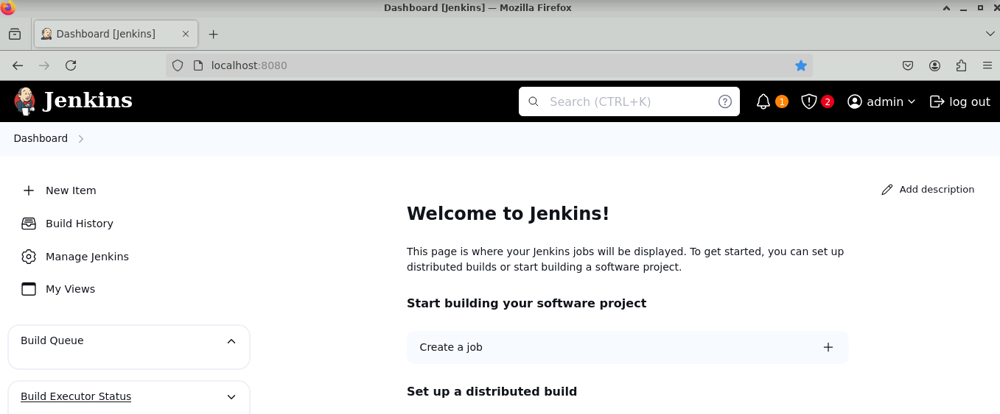 Dashboard [Jenkins] — Mozilla Firefox
Dashboard [Jenkins]
localhost:8080
Jenkins
Search (CTRL+K)
1
2
admin
log out
Dashboard
New Item
Build History
Manage Jenkins
My Views
Build Queue
Build Executor Status
Add description
Welcome to Jenkins!
This page is where your Jenkins jobs will be displayed. To get started, you can set up
distributed builds or start building a software project.
Start building your software project
Create a job
Set up a distributed build